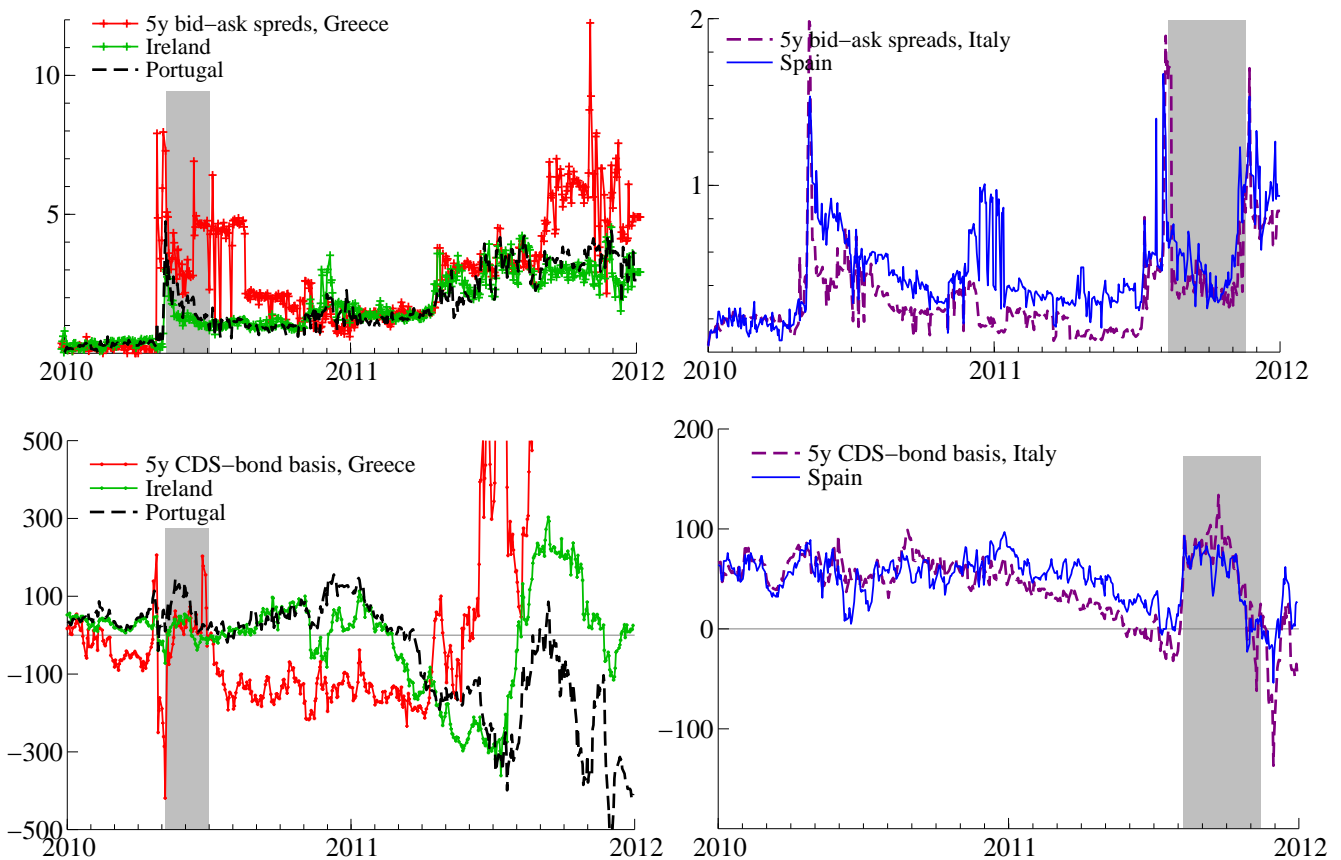 5y bid−ask spreds, Greece
Ireland
Portugal
10
5
2010
2011
2012
2
5y bid−ask spreads, Italy
Spain
1
2010
2011
2012
500
5y CDS−bond basis, Greece
Ireland
Portugal
300
100
−100
−300
−500
2010
2011
2012
200
5y CDS−bond basis, Italy
Spain
100
0
−100
2010
2011
2012